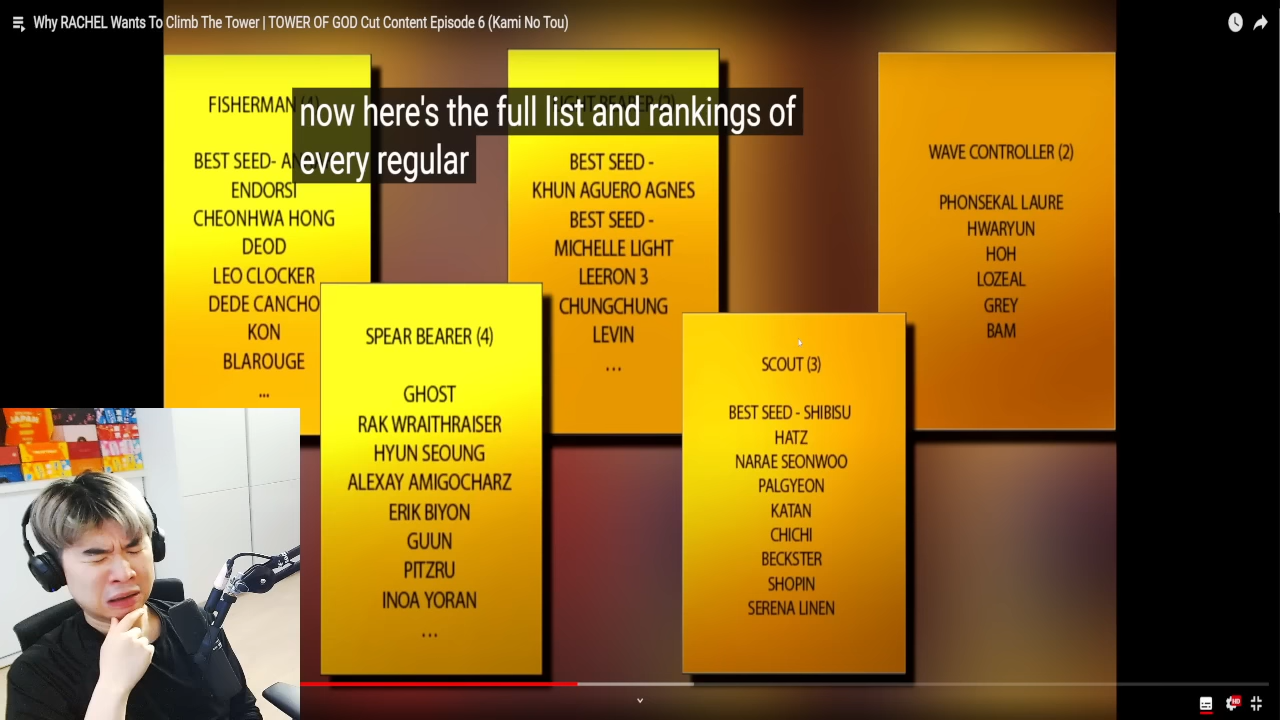 Why RACHEL Wants To Climb The Tower | TOWER OF GOD Cut Content Episode 6 (Kami No Tou)
now here's the full list and rankings of
every regular
FISHERMAN (4)
BEST SEED-
ENDORSI
CHEONHWA HONG
DEOD
LEO CLOCKER
DEDE CANCHO
KON
BLAROUGE
...
SPEAR BEARER (4)
GHOST
RAK WRAITHRAISER
HYUN SEOUNG
ALEXAY AMIGOCHARZ
ERIK BIYON
GUUN
PITZRU
INOA YORAN
...
BEST SEED -
KHUN AGUERO AGNES
BEST SEED -
MICHELLE LIGHT
LEERON 3
CHUNGCHUNG
LEVIN
...
SCOUT (3)
BEST SEED - SHIBISU
HATZ
NARAE SEONWOO
PALGYEON
KATAN
CHICHI
BECKSTER
SHOPIN
SERENA LINEN
WAVE CONTROLLER (2)
PHONSEKAL LAURE
HWARYUN
HOH
LOZEAL
GREY
BAM
HD